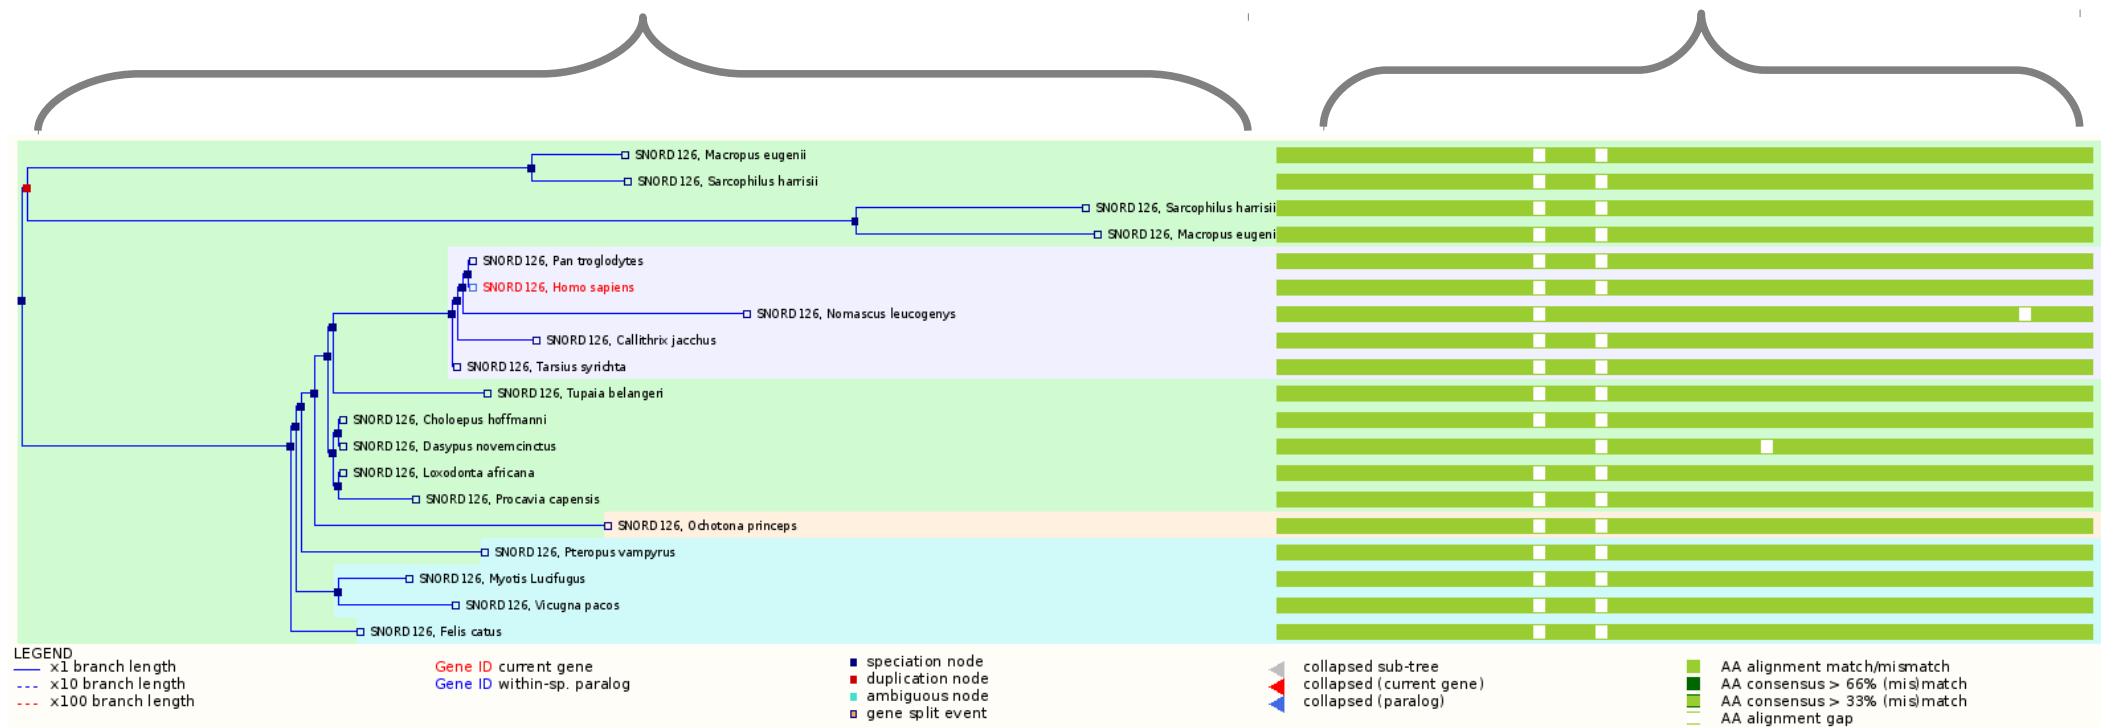 SNORD126, Macropus eugenii
SNORD126, Sarcophilus harrisii
SNORD126, Sarcophilus harrisii
SNORD126, Macropus eugeni
SNORD126, Pan troglodytes
SNORD126, Homo sapiens
SNORD126, Nomascus leucogenys
SNORD126, Callithrix jacchus
SNORD126, Tarsius syrichta
SNORD126, Tupaia belangeri
SNORD126, Choloepus hoffmanni
SNORD126, Dasypus novemcinctus
SNORD126, Loxodonta africana
SNORD126, Procavia capensis
SNORD126, Ochotona princeps
SNORD126, Pteropus vampyrus
SNORD126, Myotis Lucifugus
SNORD126, Vicugna pacos
SNORD126, Felis catus
LEGEND
x1 branch length
x10 branch length
x100 branch length
Gene ID current gene
Gene ID within-sp. paralog
speciation node
duplication node
ambiguous node
gene split event
collapsed sub-tree
collapsed (current gene)
collapsed (paralog)
AA alignment match/mismatch
AA consensus > 66% (mis)match
AA consensus > 33% (mis)match
AA alignment gap